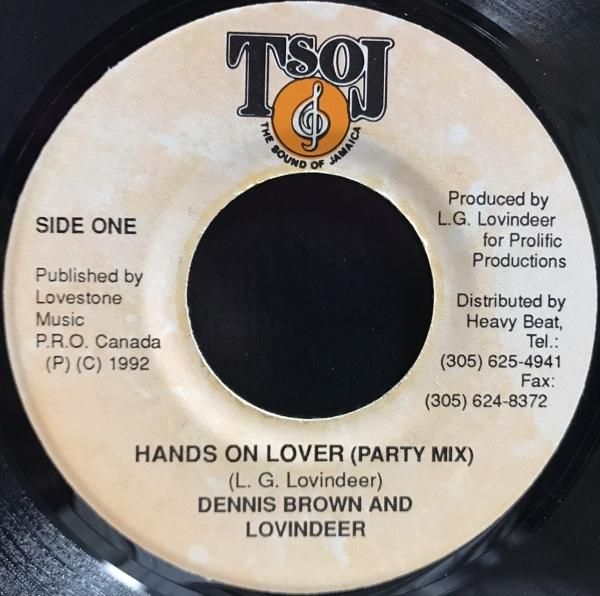 TSOJ
THE SOUND OF JAMAICA
SIDE ONE
Published by
Lovestone
Music
P.R.O. Canada
(P) (C) 1992
Produced by
L.G. Lovindeer
for Prolific
Productions
Distributed by
Heavy Beat,
Tel.:
(305) 625-4941
Fax:
(305) 624-8372
HANDS ON LOVER (PARTY MIX)
(L. G. Lovindeer)
DENNIS BROWN AND
LOVINDEER